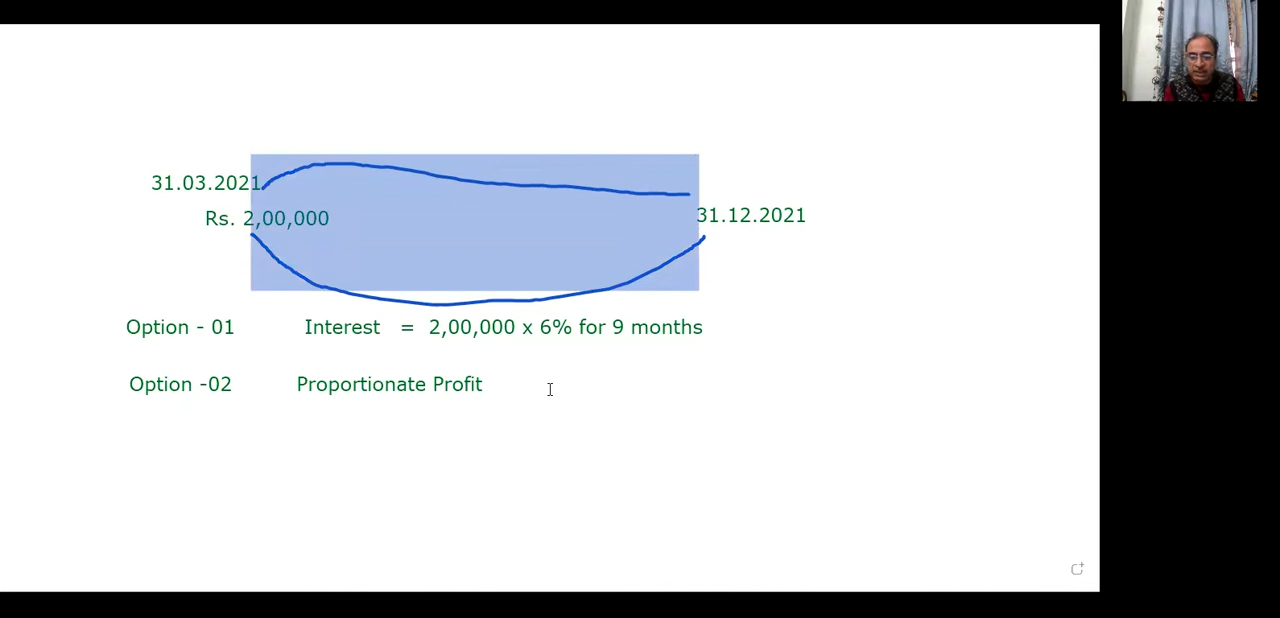 31.03.2021
Rs. 2,00,000
31.12.2021
Option - 01 Interest = 2,00,000 x 6% for 9 months
Option -02 Proportionate Profit